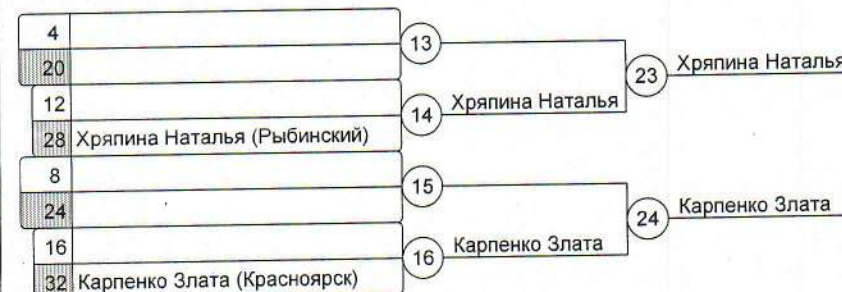 4
13
20
23 Хряпина Наталья
12
14 Хряпина Наталья
28 Хряпина Наталья (Рыбинский)
8
15
24
24 Карпенко Злата
16
16 Карпенко Злата
32 Карпенко Злата (Красноярск)